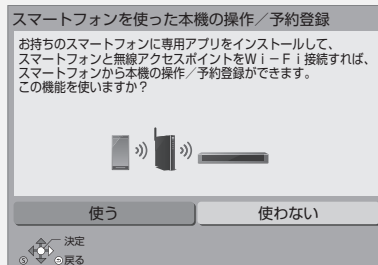 スマートフォンを使った本機の操作／予約登録
お持ちのスマートフォンに専用アプリをインストールして、
スマートフォンと無線アクセスポイントをＷｉ－Ｆｉ接続すれば、
スマートフォンから本機の操作／予約登録ができます。
この機能を使いますか？
使う
使わない
決定
S
戻る